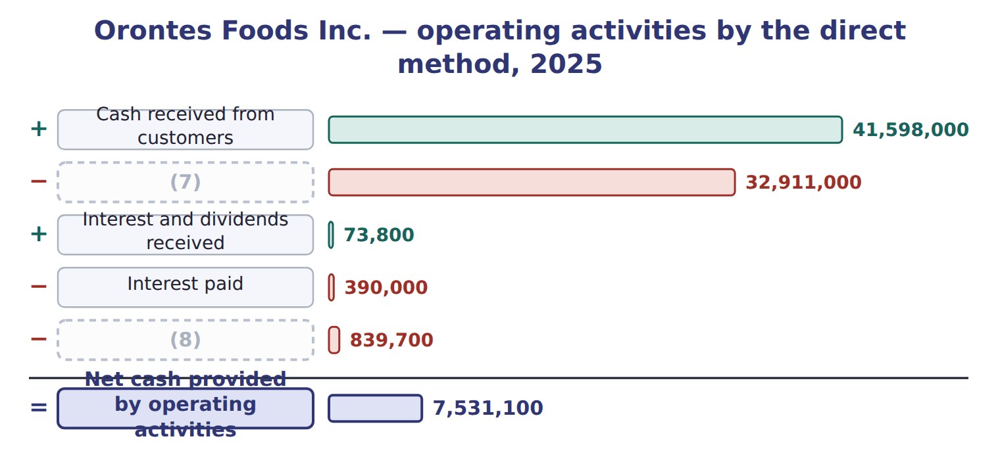 Orontes Foods Inc. — operating activities by the direct
method, 2025
+ Cash received from
customers
41,598,000
− (7) 32,911,000
+ Interest and dividends
received
73,800
− Interest paid 390,000
− (8) 839,700
Net cash provided
= by operating 7,531,100
activities